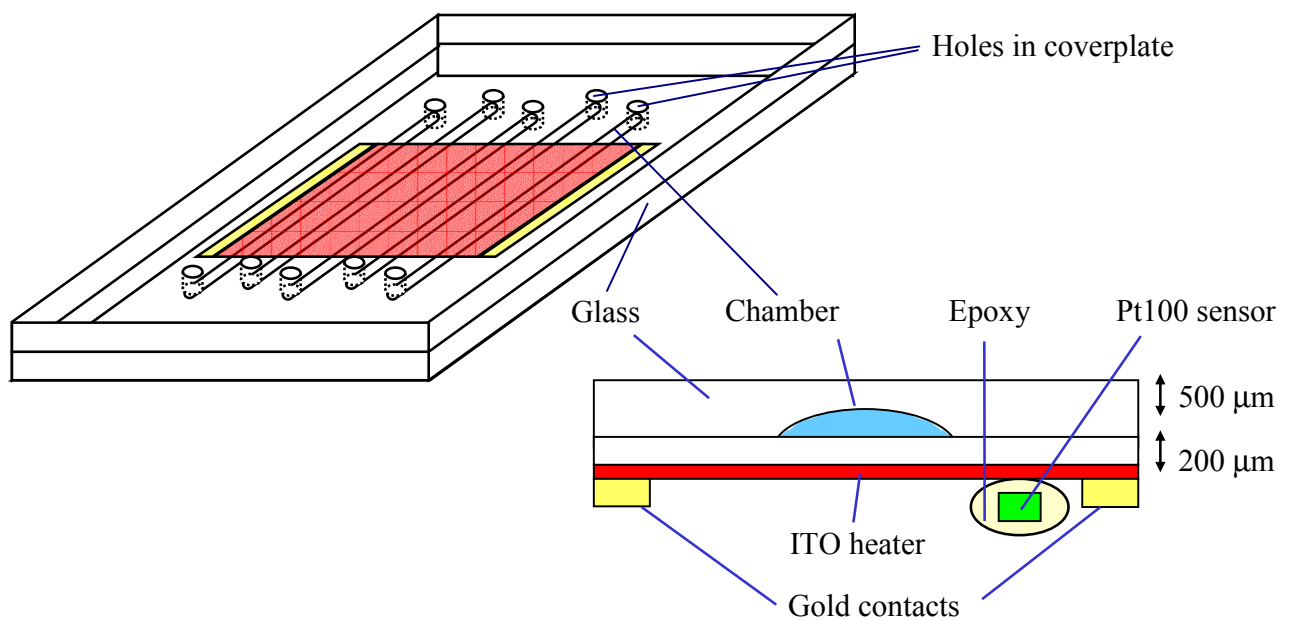 Holes in coverplate
Glass
Chamber
Epoxy
Pt100 sensor
500 μm
200 μm
ITO heater
Gold contacts